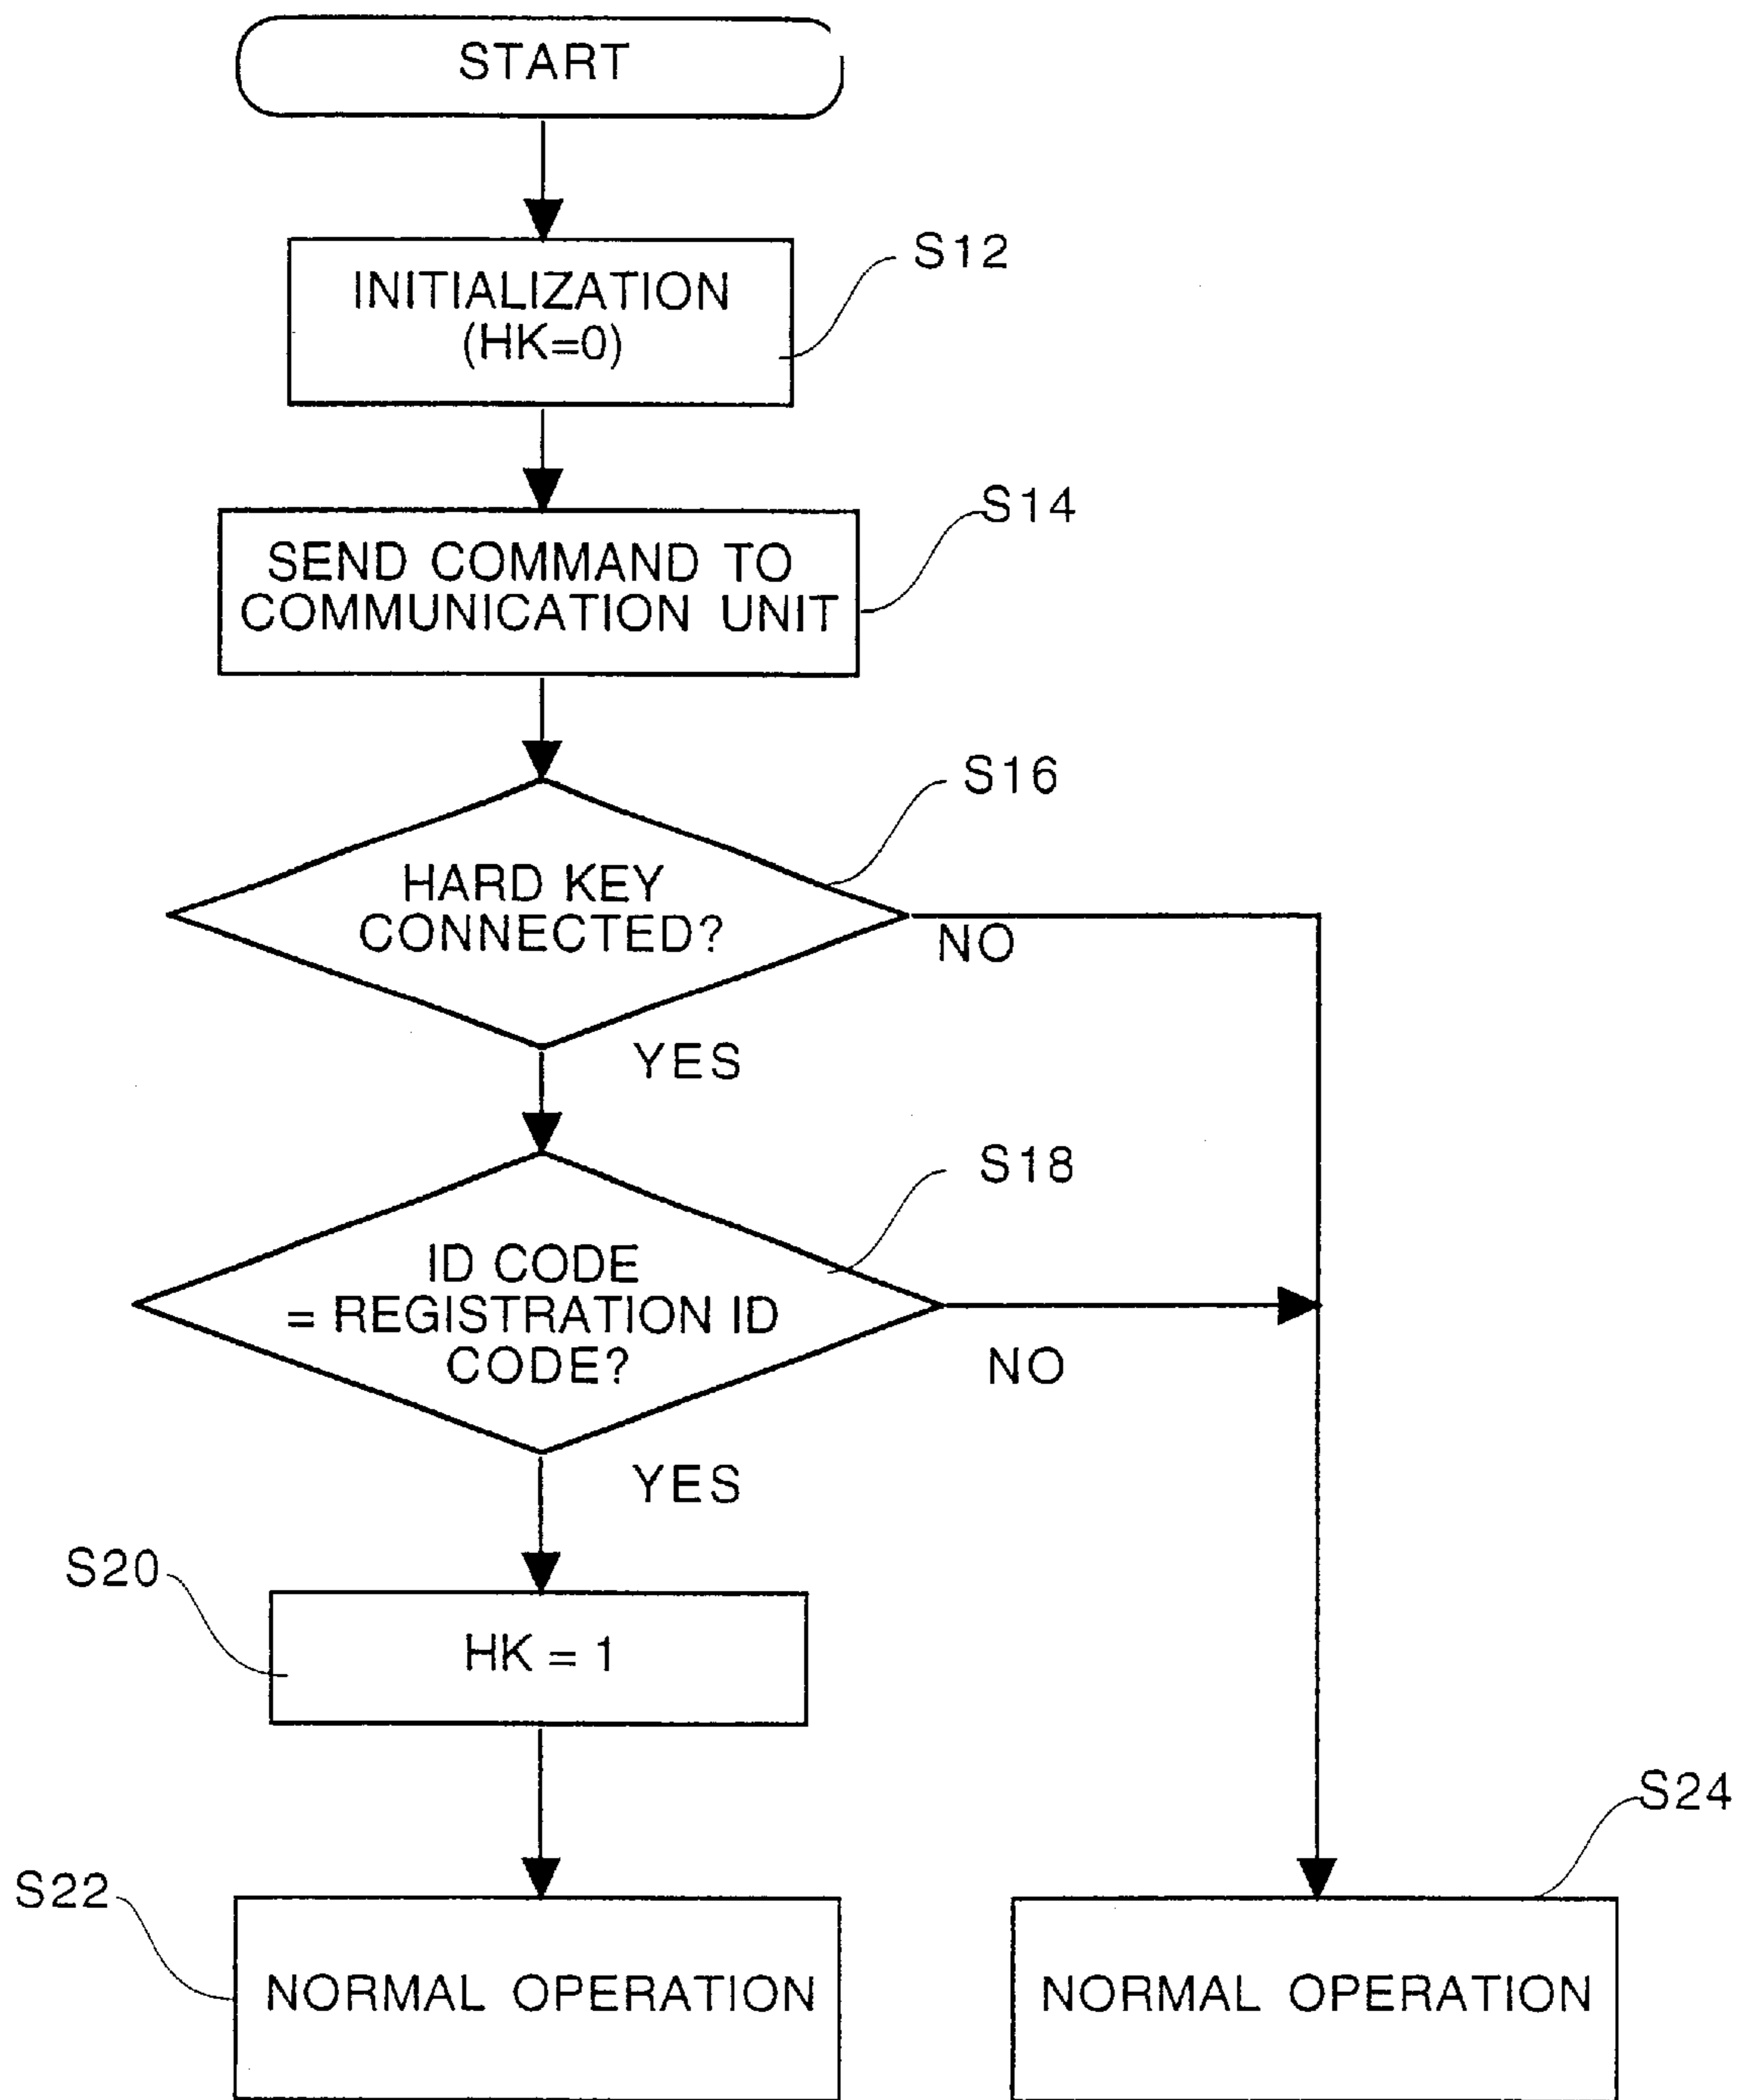 START
S12
INITIALIZATION
(HK=0)
S14
SEND COMMAND TO
COMMUNICATION UNIT
S16
HARD KEY
CONNECTED?
NO
YES
S18
ID CODE
= REGISTRATION ID
CODE?
NO
YES
S20
HK = 1
S24
S22
NORMAL OPERATION
NORMAL OPERATION